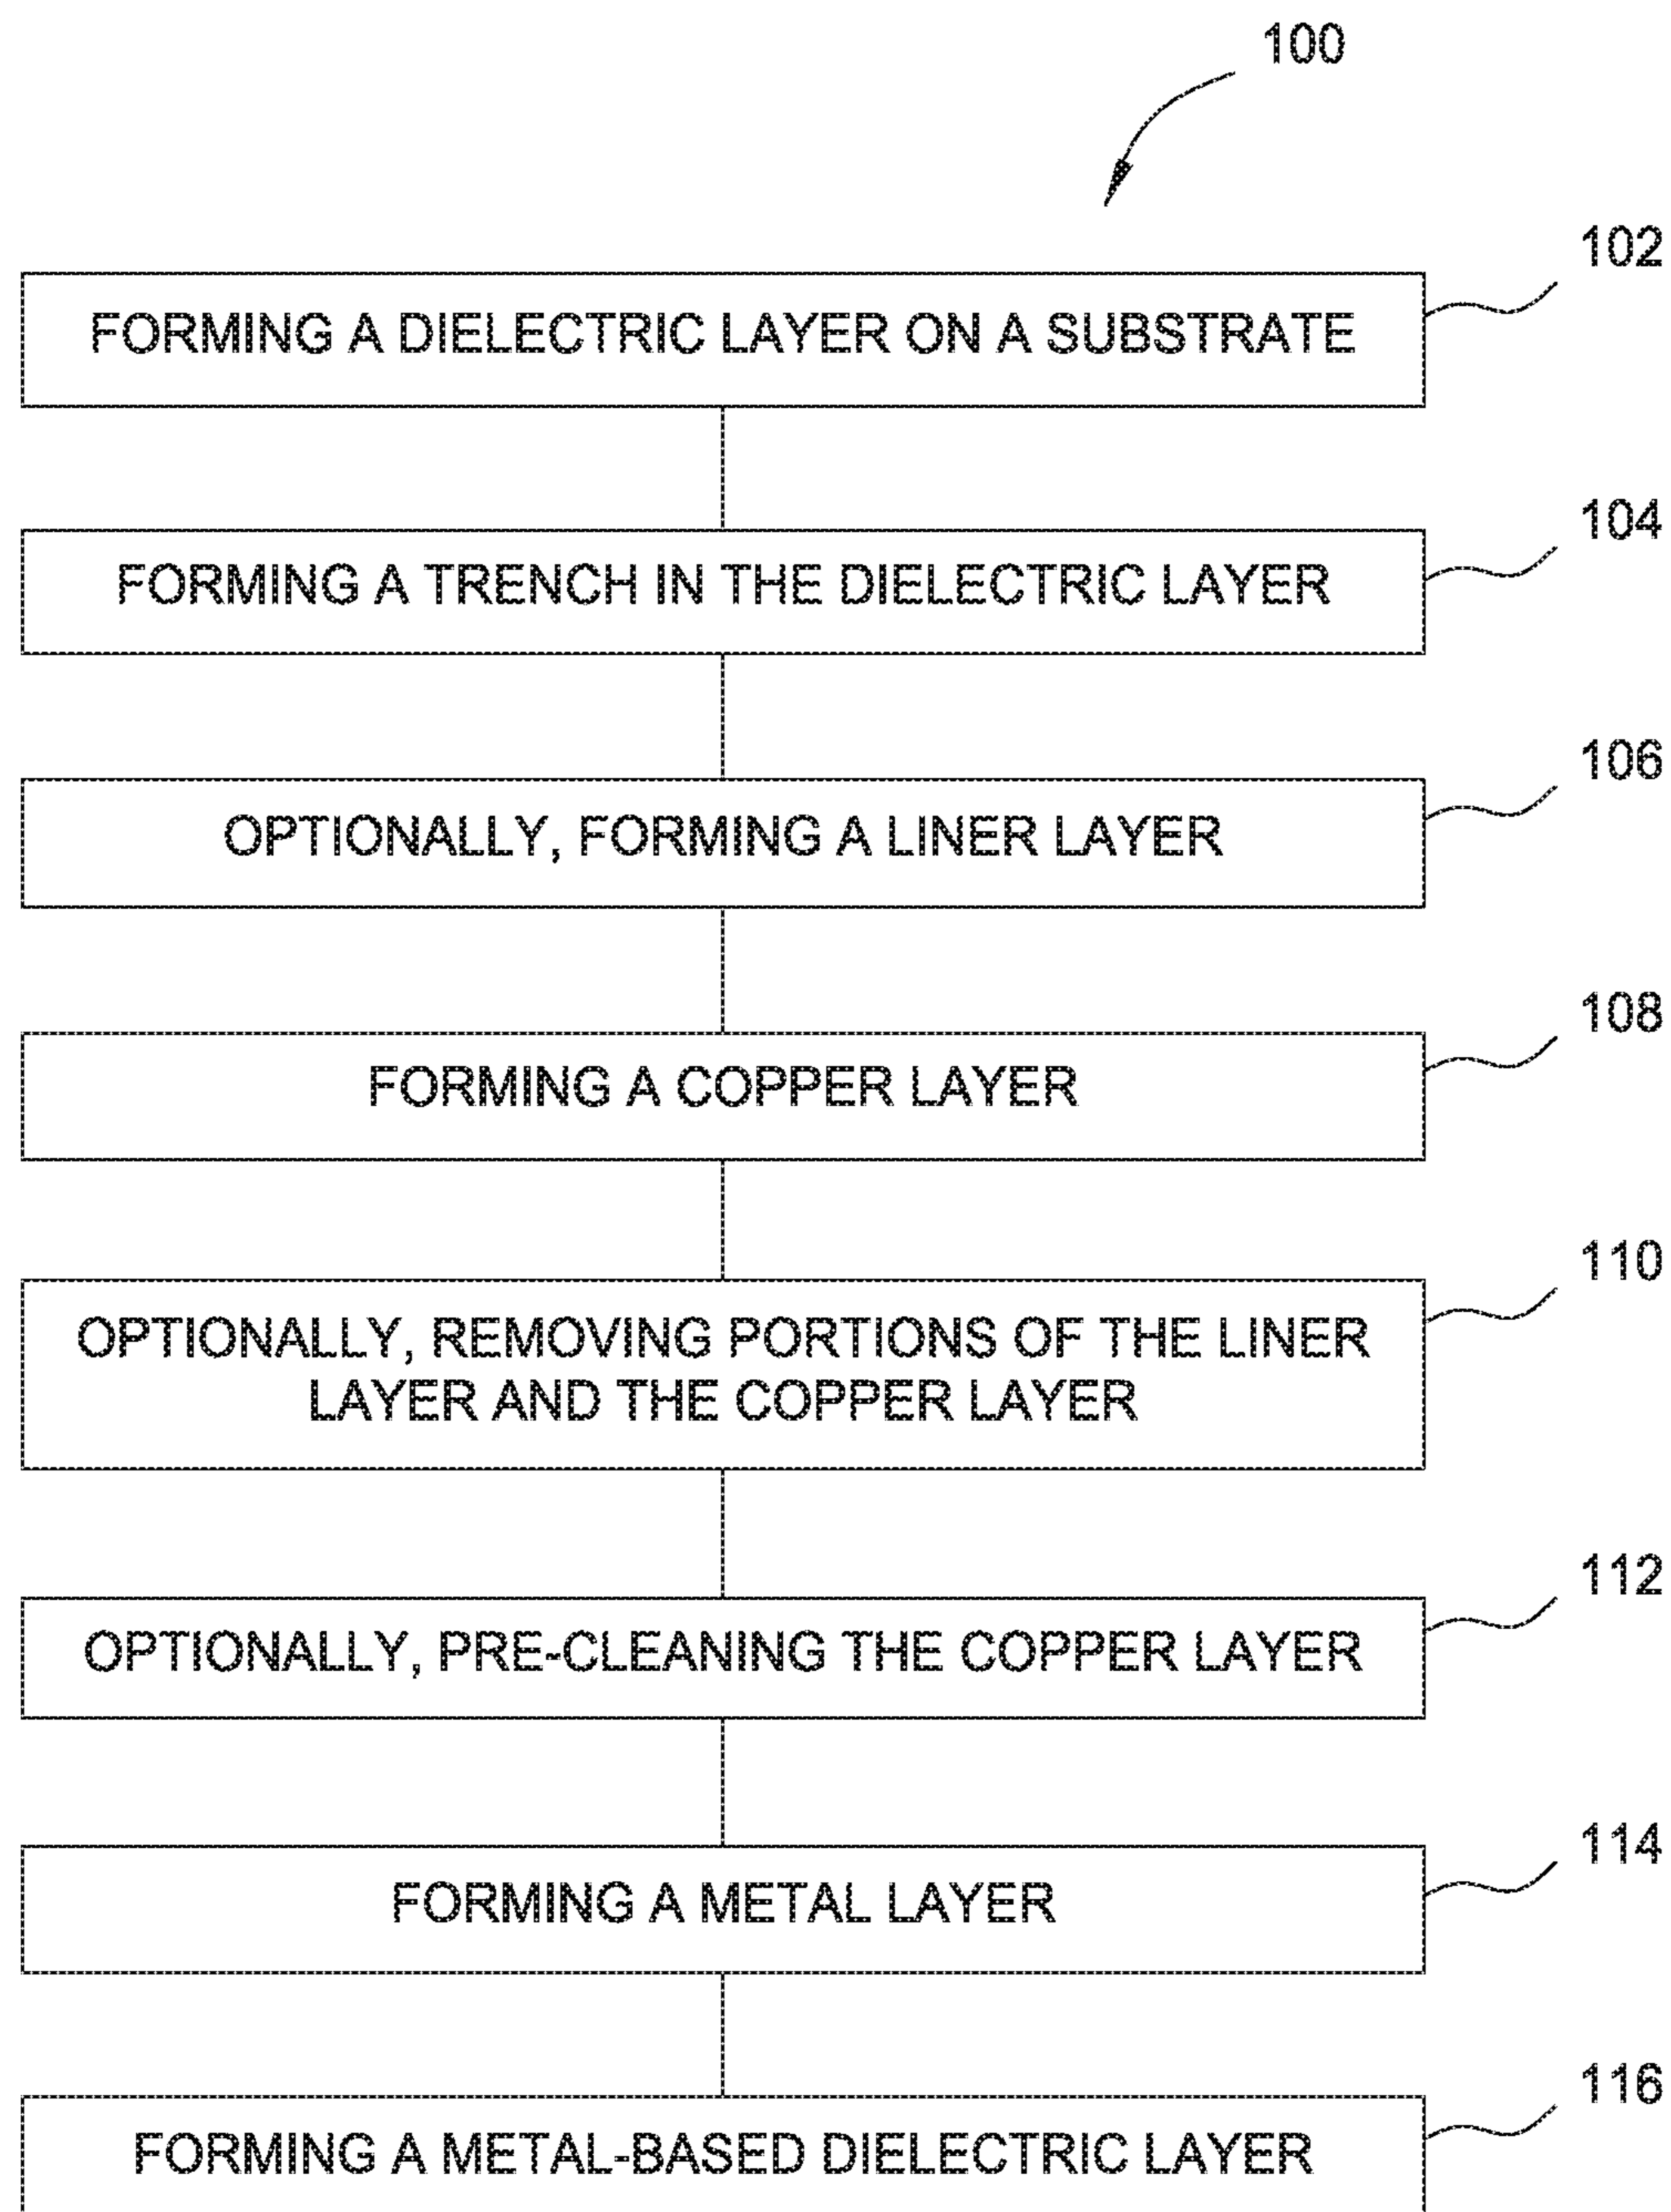 100
102
FORMING A DIELECTRIC LAYER ON A SUBSTRATE
104
FORMING A TRENCH IN THE DIELECTRIC LAYER
106
OPTIONALLY, FORMING A LINER LAYER
108
FORMING A COPPER LAYER
110
OPTIONALLY, REMOVING PORTIONS OF THE LINER
LAYER AND THE COPPER LAYER
112
OPTIONALLY, PRE-CLEANING THE COPPER LAYER
114
FORMING A METAL LAYER
116
FORMING A METAL-BASED DIELECTRIC LAYER